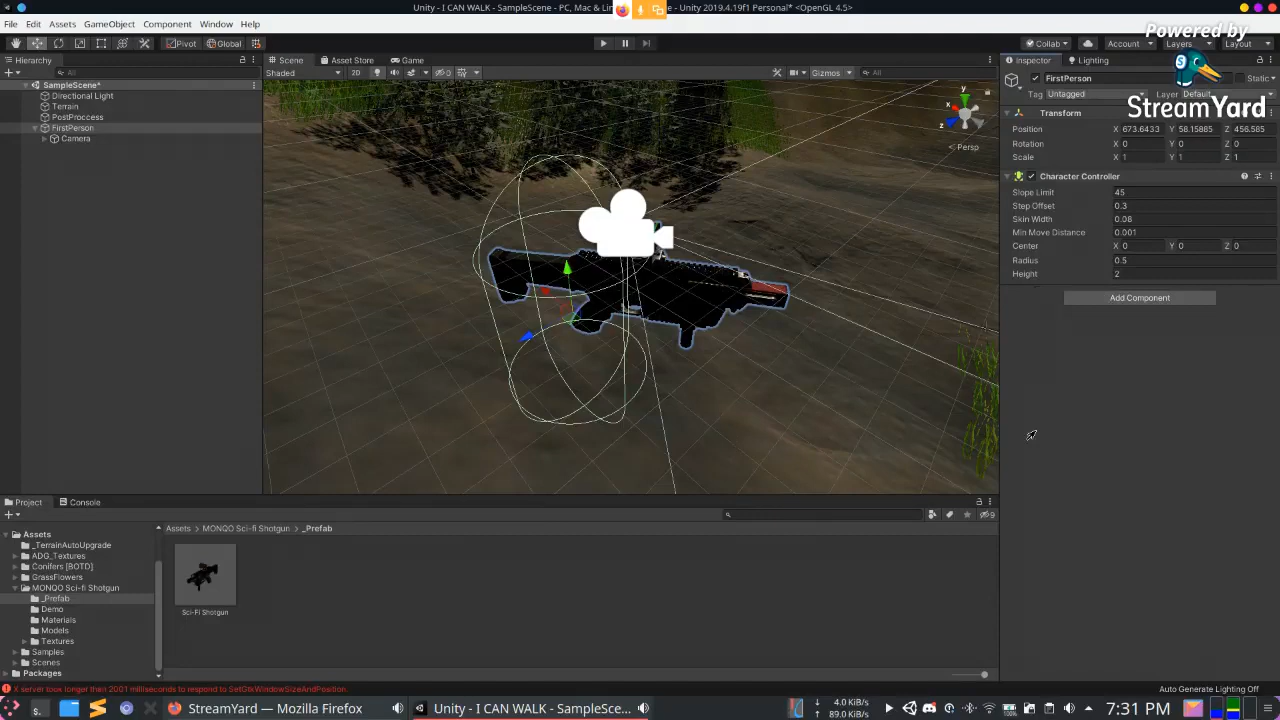 Unity - I CAN WALK - SampleScene - PC, Mac & Lin
e - Unity 2019.4.19f1 Personal* <OpenGL 4.5>
Powered by
StreamYard
File Edit Assets GameObject Component Window Help
Pivot Global
Collab Account Layers Layout
Hierarchy
All
SampleScene*
Directional Light
Terrain
PostProccess
FirstPerson
Camera
Scene Asset Store Game
Shaded 2D Gizmos All
y
x
z
Persp
Inspector Lighting
FirstPerson Static
Tag Untagged Layer Default
Transform
Position X 673.6433 Y 58.15885 Z 456.585
Rotation X 0 Y 0 Z 0
Scale X 1 Y 1 Z 1
Character Controller
Slope Limit 45
Step Offset 0.3
Skin Width 0.08
Min Move Distance 0.001
Center X 0 Y 0 Z 0
Radius 0.5
Height 2
Add Component
Project Console
9
Assets
_TerrainAutoUpgrade
ADG_Textures
Conifers [BOTD]
GrassFlowers
MONQO Sci-fi Shotgun
_Prefab
Demo
Materials
Models
Textures
Samples
Scenes
Packages
Assets > MONQO Sci-fi Shotgun > _Prefab
Sci-Fi Shotgun
X server took longer than 2001 milliseconds to respond to SetGtkWindowSizeAndPosition.
Auto Generate Lighting Off
StreamYard — Mozilla Firefox
Unity - I CAN WALK - SampleSce...
4.0 KiB/s
89.0 KiB/s
100%
7:31 PM